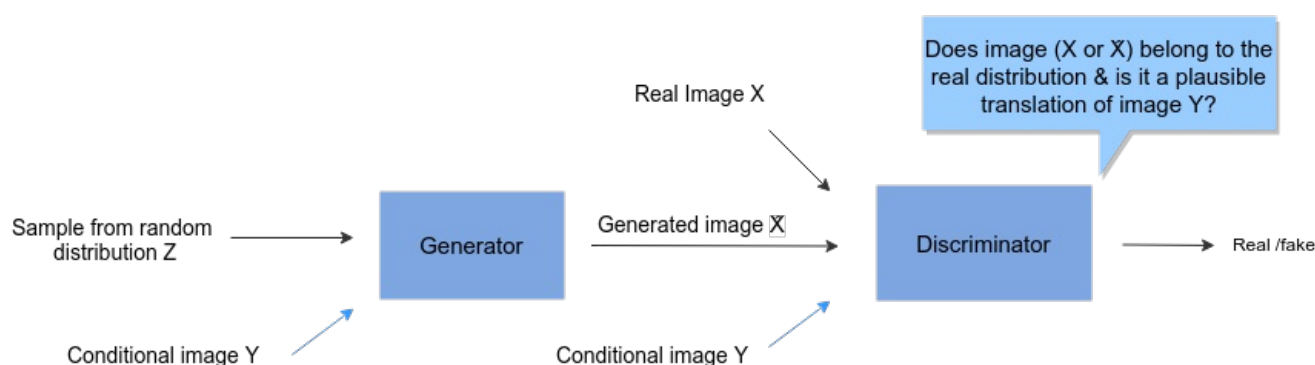 Does image (X or X̌) belong to the
real distribution & is it a plausible
translation of image Y?
Real Image X
Sample from random
distribution Z
Generator
Generated image X̌
Discriminator
Real /fake
Conditional image Y
Conditional image Y